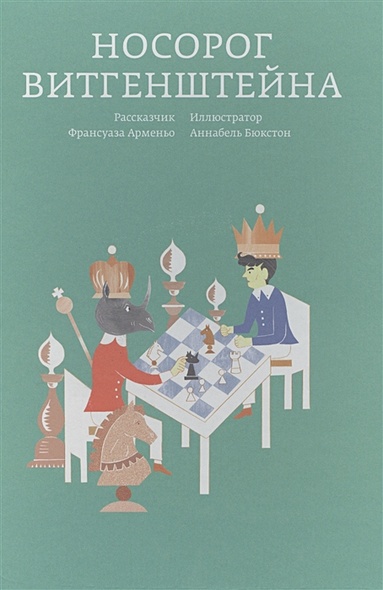 НОСОРОГ
ВИТГЕНШТЕЙНА
Рассказчик
Франсуаза Арменьо
Иллюстратор
Аннабель Бюкстон